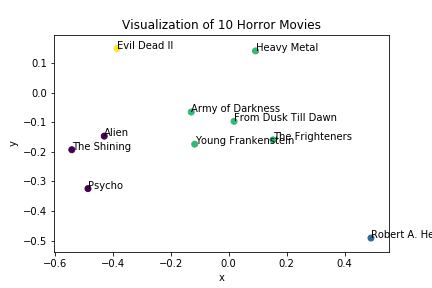 Visualization of 10 Horror Movies
Evil Dead II
Heavy Metal
Army of Darkness
From Dusk Till Dawn
Alien
The Frighteners
Young Frankenstein
The Shining
Psycho
Robert A. He
0.1
0.0
−0.1
−0.2
−0.3
−0.4
−0.5
y
−0.6
−0.4
−0.2
0.0
0.2
0.4
x